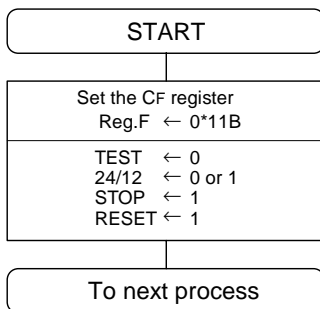 START
Set the CF register
Reg.F ← 0*11B
TEST ← 0
24/12 ← 0 or 1
STOP ← 1
RESET ← 1
To next process